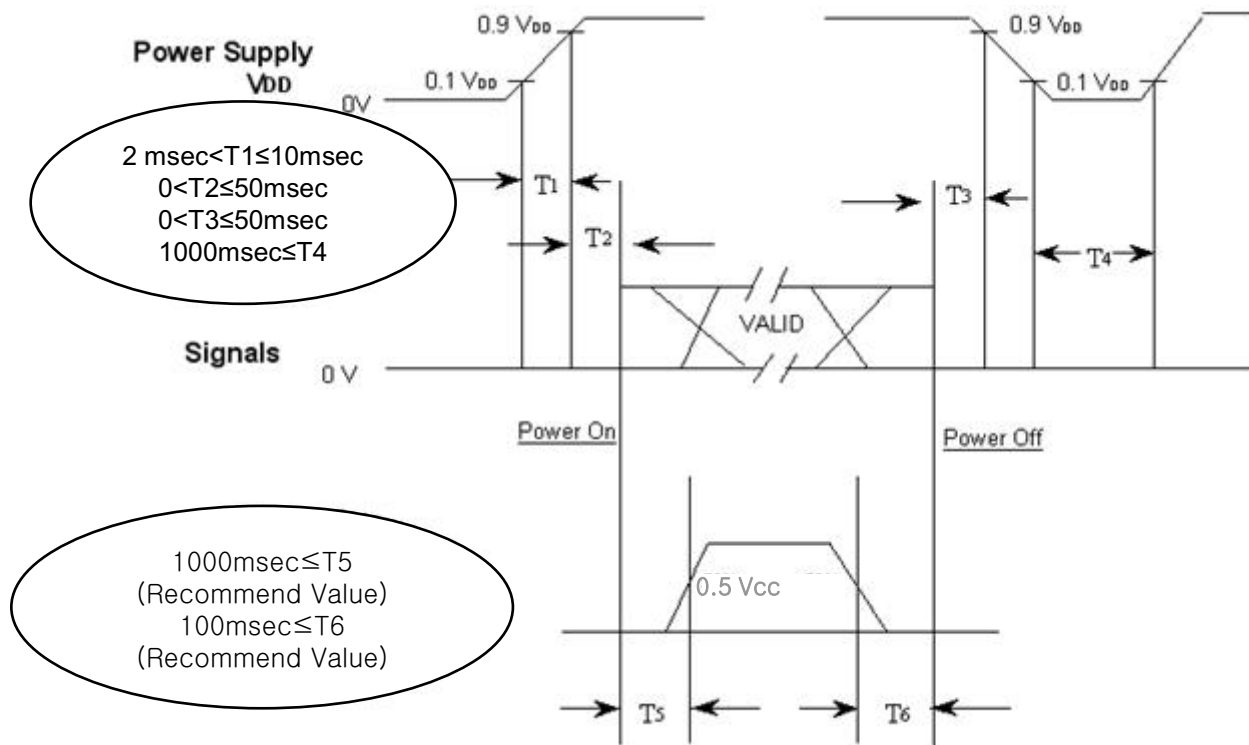 0.9 VDD
0.9 VDD
Power Supply
VDD
0.1 VDD
0.1 VDD
0V
2 msec<T1≤10msec
0<T2≤50msec
0<T3≤50msec
1000msec≤T4
T1
T3
T2
T4
VALID
Signals
0 V
Power On
Power Off
1000msec≤T5
(Recommend Value)
100msec≤T6
(Recommend Value)
0.5 Vcc
T5
T6